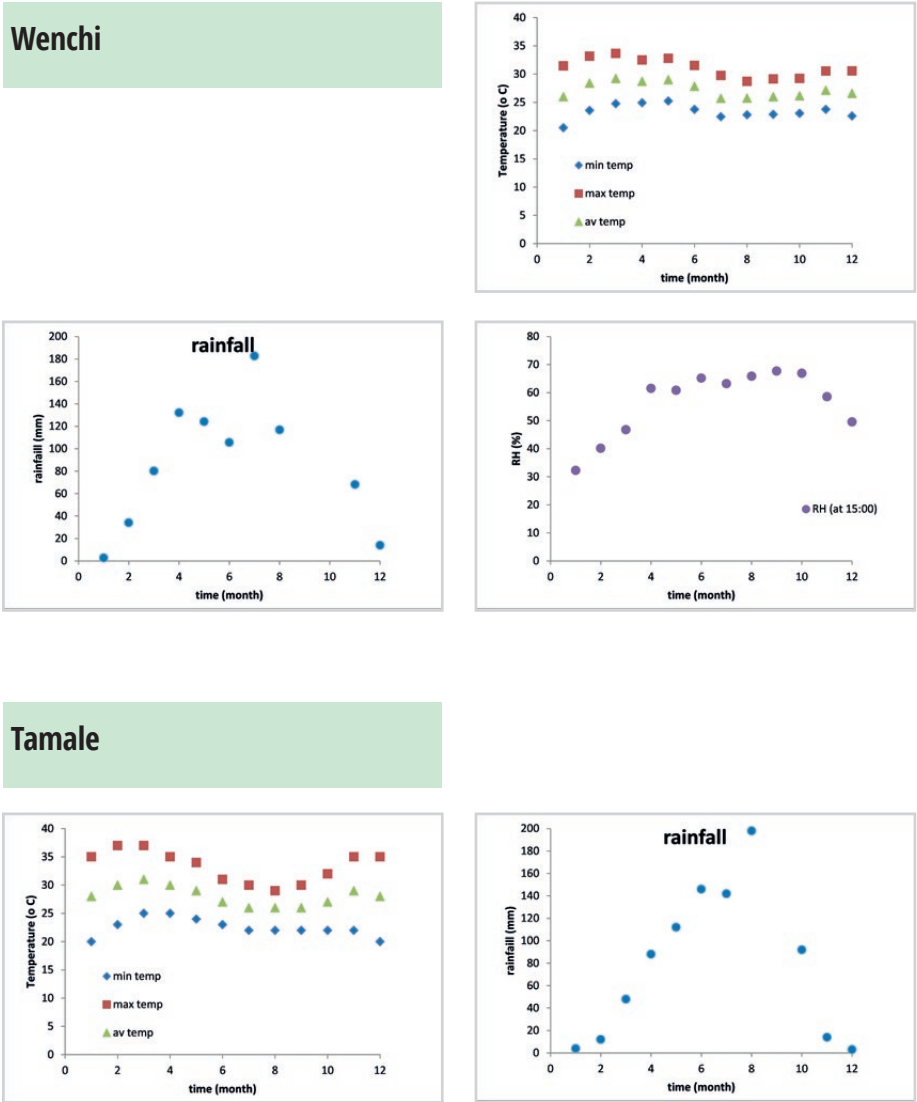 Wenchi
40
35
30
25
20
15
10
5
0
Temperature (o C)
min temp
max temp
av temp
0 2 4 6 8 10 12
time (month)
200
180
160
140
120
100
80
60
40
20
0
rainfaill (mm)
rainfall
0 2 4 6 8 10 12
time (month)
80
70
60
50
40
30
20
10
0
RH (%)
RH (at 15:00)
0 2 4 6 8 10 12
time (month)
Tamale
40
35
30
25
20
15
10
5
0
Temperature (o C)
min temp
max temp
av temp
0 2 4 6 8 10 12
time (month)
200
180
160
140
120
100
80
60
40
20
0
rainfaill (mm)
rainfall
0 2 4 6 8 10 12
time (month)